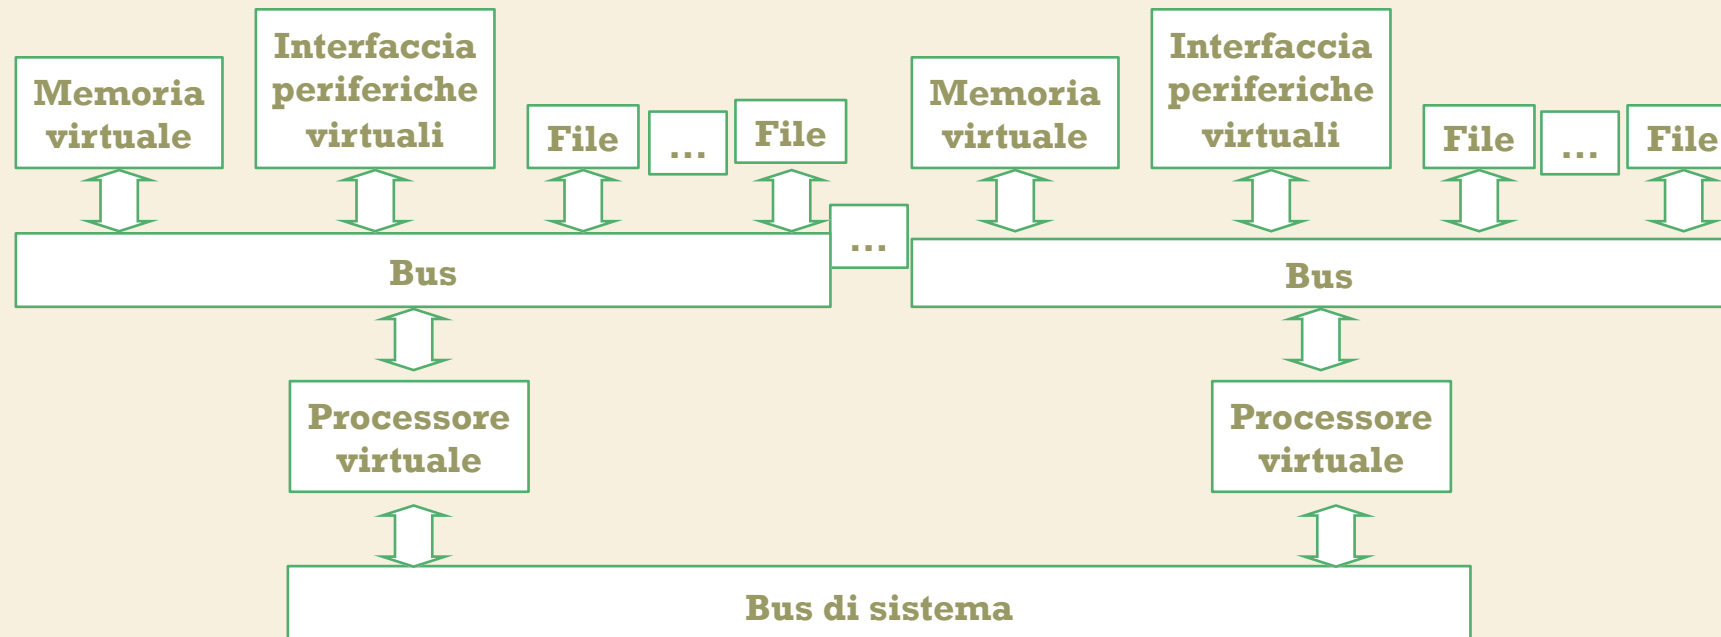 Memoria
virtuale
Interfaccia
periferiche
virtuali
File
...
File
Memoria
virtuale
Interfaccia
periferiche
virtuali
File
...
File
Bus
...
Bus
Processore
virtuale
Processore
virtuale
Bus di sistema